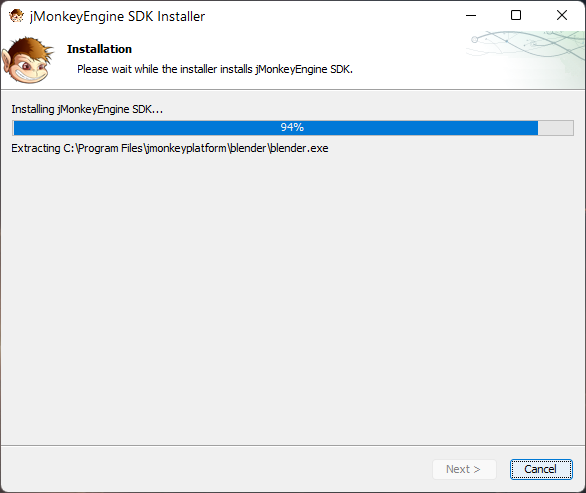 jMonkeyEngine SDK Installer
Installation
Please wait while the installer installs jMonkeyEngine SDK.
Installing jMonkeyEngine SDK...
94%
Extracting C:\Program Files\jmonkeyplatform\blender\blender.exe
Next >
Cancel